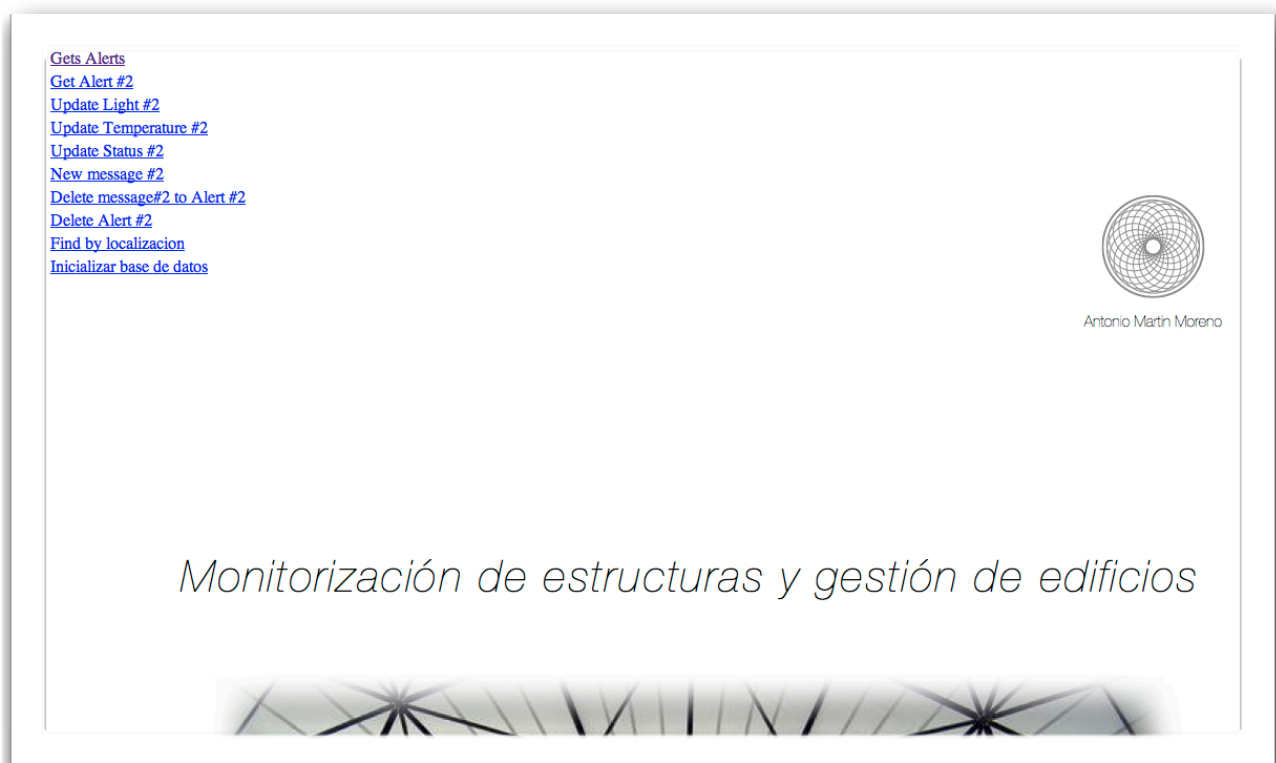 Gets Alerts
Get Alert #2
Update Light #2
Update Temperature #2
Update Status #2
New message #2
Delete message#2 to Alert #2
Delete Alert #2
Find by localizacion
Inicializar base de datos
Antonio Martin Moreno
Monitorización de estructuras y gestión de edificios